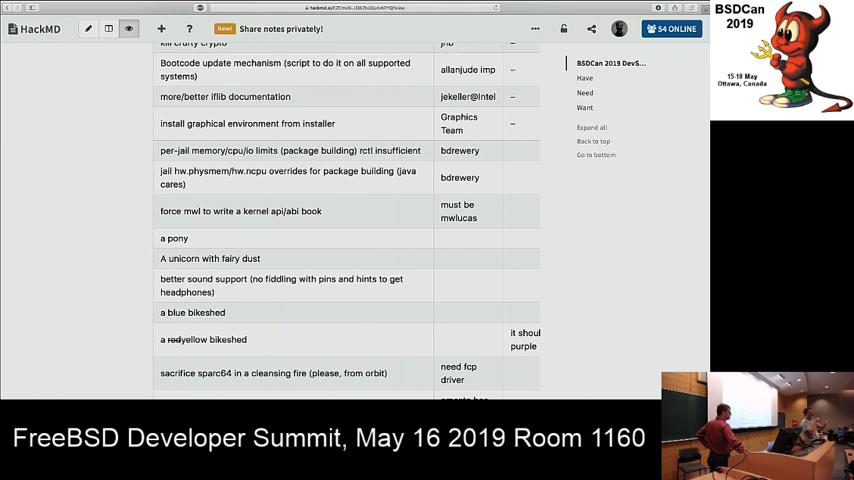 hackmd.io/
HackMD
New!
Share notes privately!
54 ONLINE
BSDCan
2019
15-18 May
Ottawa, Canada
kill crufty crypto
jhb
Bootcode update mechanism (script to do it on all supported
systems)
allanjude imp
–
more/better iflib documentation
jekeller@Intel
–
install graphical environment from installer
Graphics
Team
–
per-jail memory/cpu/io limits (package building) rctl insufficient
bdrewery
jail hw.physmem/hw.ncpu overrides for package building (java
cares)
bdrewery
force mwl to write a kernel api/abi book
must be
mwlucas
a pony
A unicorn with fairy dust
better sound support (no fiddling with pins and hints to get
headphones)
a blue bikeshed
a redyellow bikeshed
it shoul
purple
sacrifice sparc64 in a cleansing fire (please, from orbit)
need fcp
driver
BSDCan 2019 DevS...
Have
Need
Want
Expand all
Back to top
Go to bottom
FreeBSD Developer Summit, May 16 2019 Room 1160